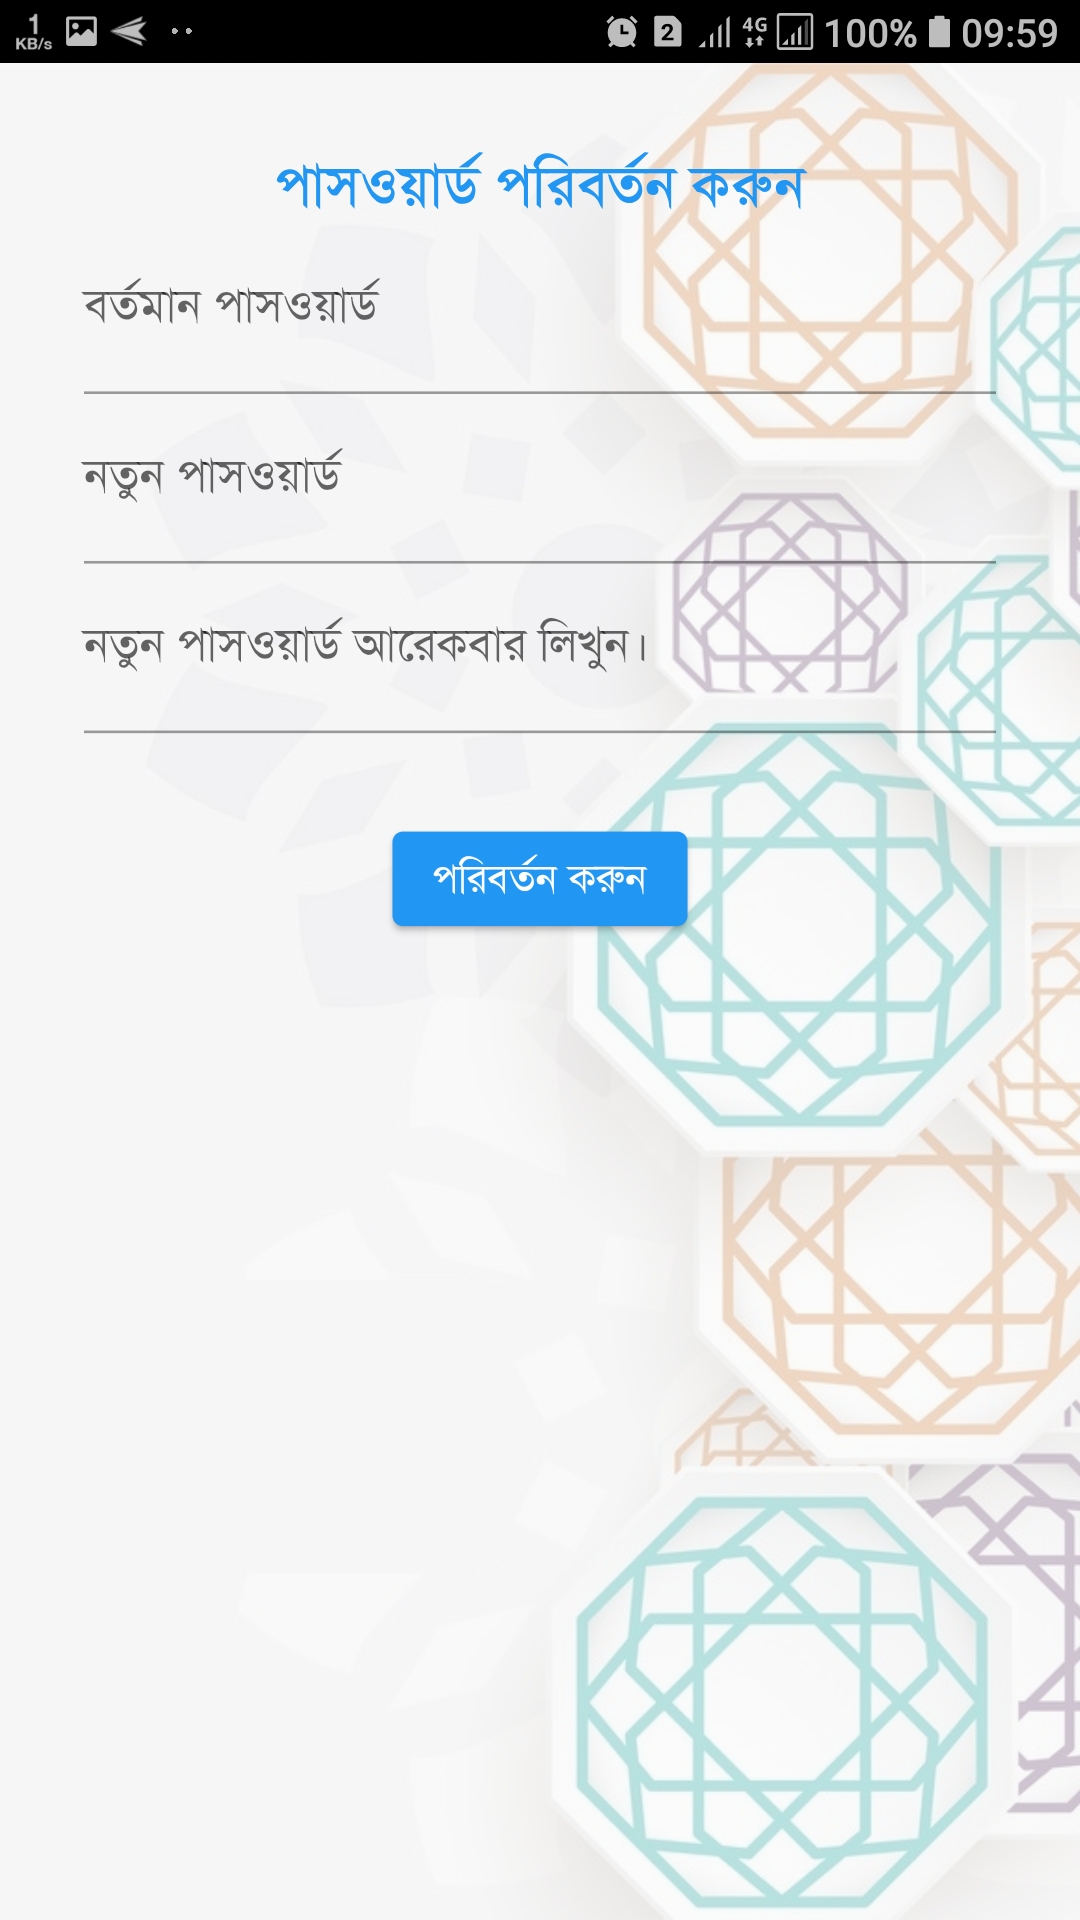 1
KB/s
2
4G
100%
09:59
পাসওয়ার্ড পরিবর্তন করুন
বর্তমান পাসওয়ার্ড
নতুন পাসওয়ার্ড
নতুন পাসওয়ার্ড আরেকবার লিখুন।
পরিবর্তন করুন